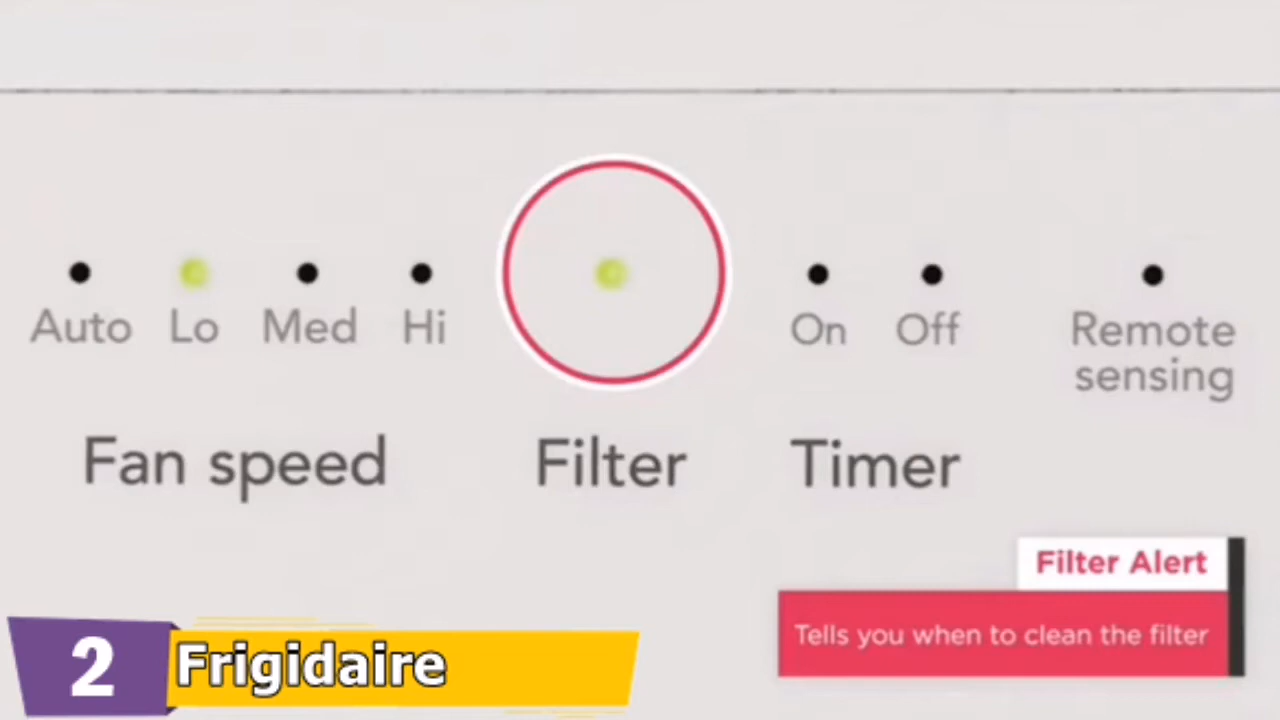 Auto Lo Med Hi On Off Remote
sensing
Fan speed Filter Timer
Filter Alert
Tells you when to clean the filter
2 Frigidaire